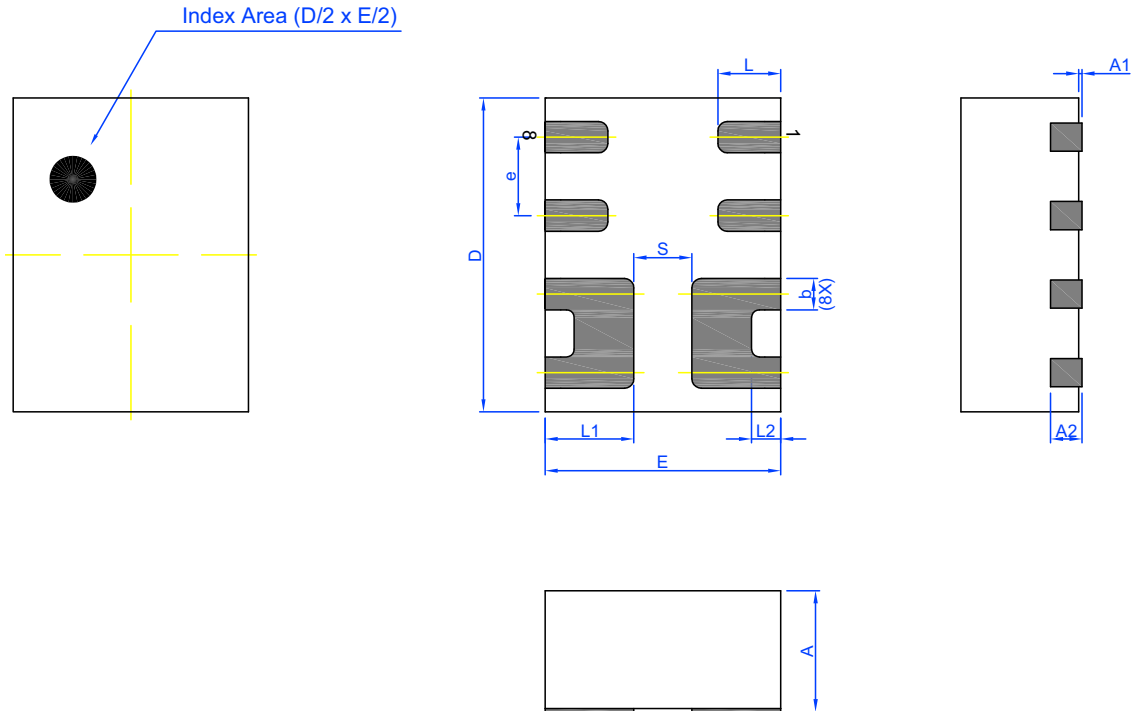 Index Area (D/2 x E/2)
L
A1
8
1
e
D
S
b
(8X)
L1
L2
A2
E
A